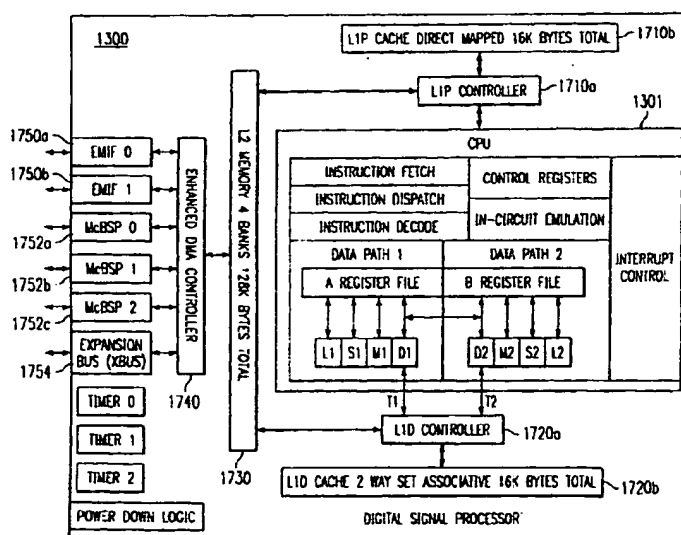 1300
L1P CACHE DIRECT MAPPED 16K BYTES TOTAL
1710b
L1P CONTROLLER
1710a
1301
CPU
INSTRUCTION FETCH
INSTRUCTION DISPATCH
INSTRUCTION DECODE
CONTROL REGISTERS
IN-CIRCUIT EMULATION
INTERRUPT CONTROL
DATA PATH 1
DATA PATH 2
A REGISTER FILE
B REGISTER FILE
L1 S1 M1 D1
D2 M2 S2 L2
T1
T2
L1D CONTROLLER
1720a
L1D CACHE 2 WAY SET ASSOCIATIVE 16K BYTES TOTAL
1720b
DIGITAL SIGNAL PROCESSOR
1750a
EMIF 0
1750b
EMIF 1
McBSP 0
1752a
McBSP 1
1752b
McBSP 2
1752c
EXPANSION
BUS (XBUS)
1754
TIMER 0
TIMER 1
TIMER 2
POWER DOWN LOGIC
ENHANCED DMA CONTROLLER
1740
L2 MEMORY 4 BANKS 128K BYTES TOTAL
1730